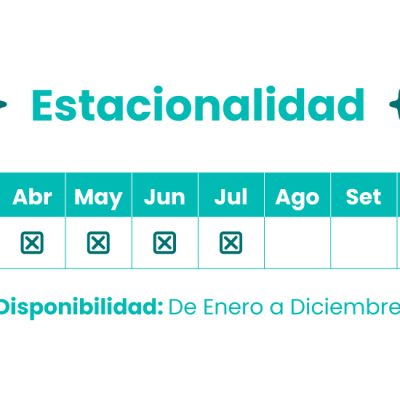 Estacionalidad
Abr May Jun Jul Ago Set
Disponibilidad: De Enero a Diciembre